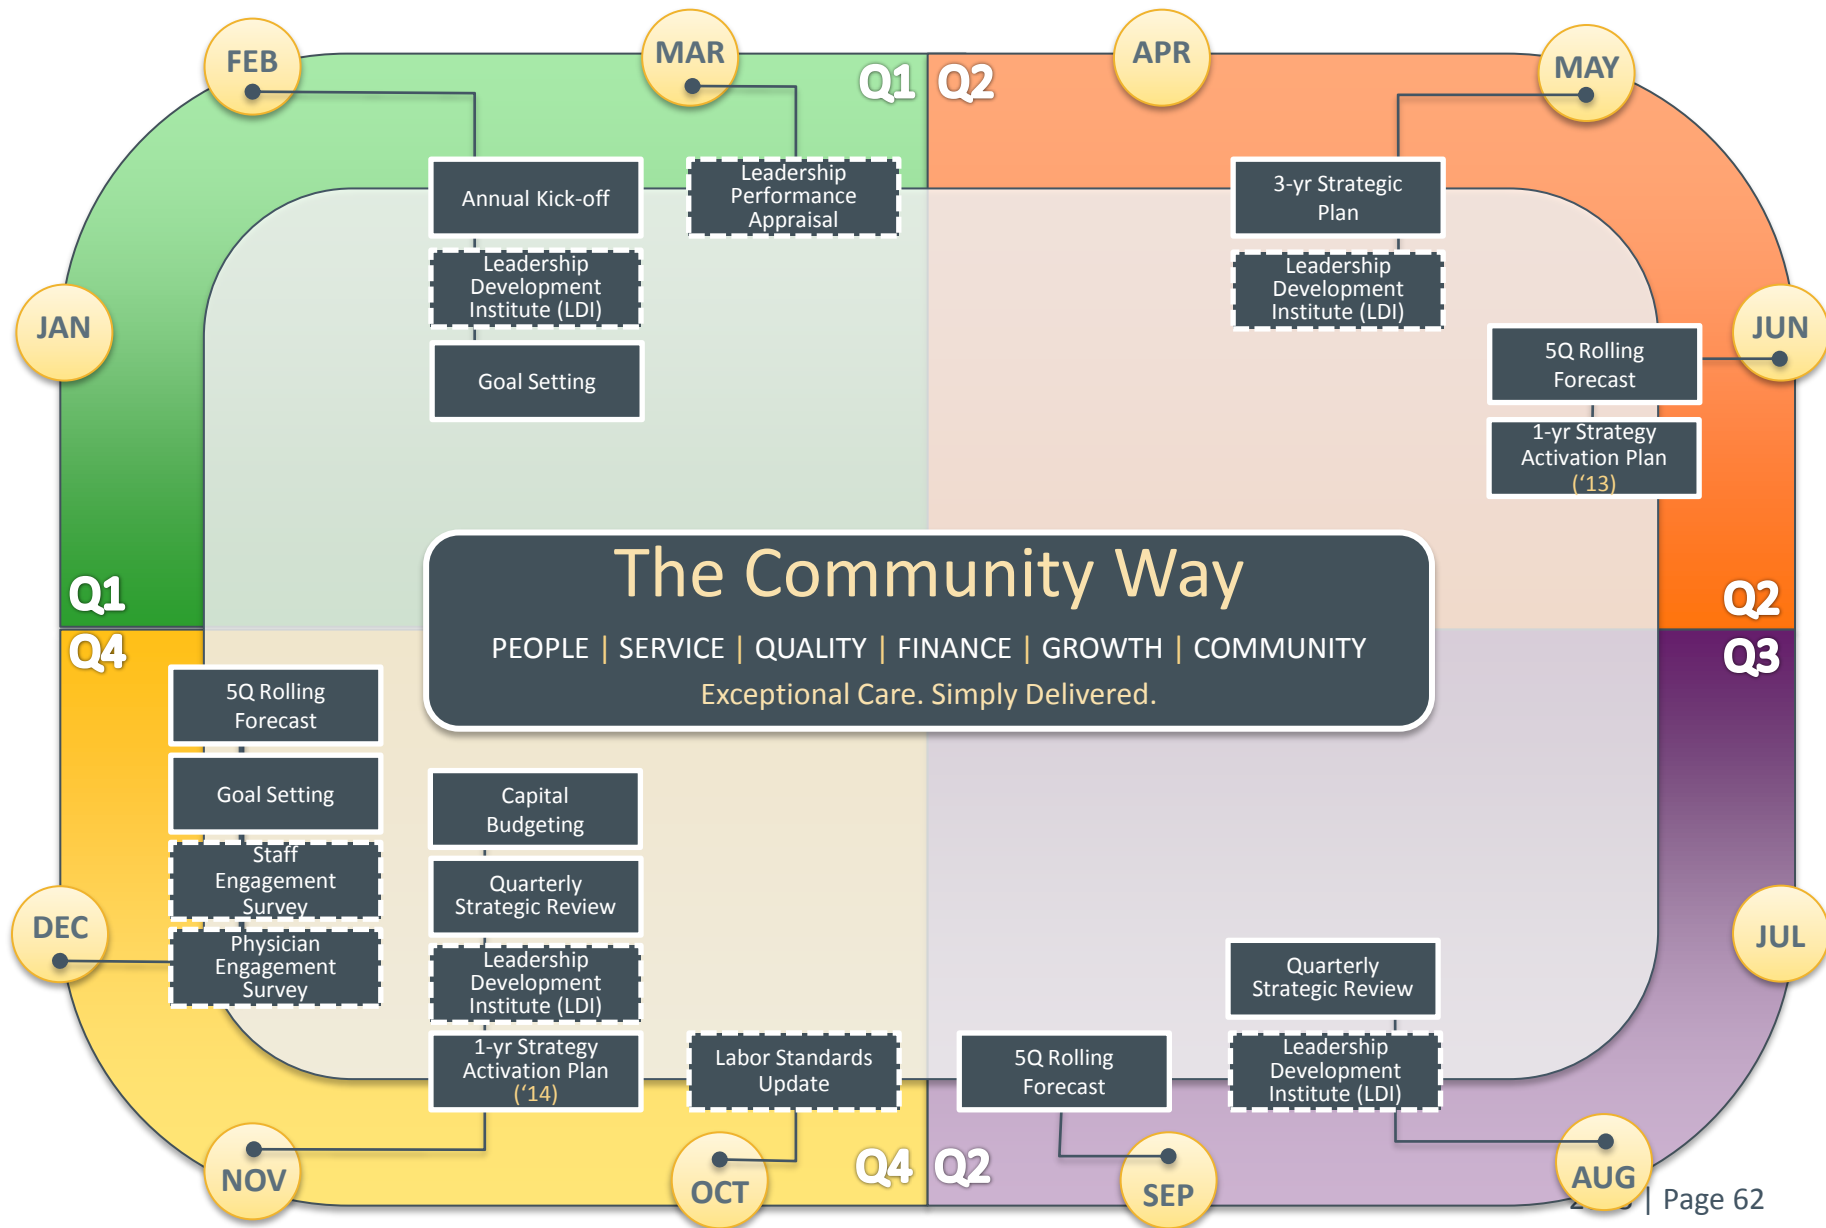 FEB
MAR
APR
MAY
Q1
Q2
Annual Kick-off
Leadership
Performance
Appraisal
3-yr Strategic
Plan
Leadership
Development
Institute (LDI)
Leadership
Development
Institute (LDI)
Goal Setting
JAN
JUN
5Q Rolling
Forecast
1-yr Strategy
Activation Plan
(‘13)
Q1
Q2
The Community Way
PEOPLE | SERVICE | QUALITY | FINANCE | GROWTH | COMMUNITY
Exceptional Care. Simply Delivered.
Q4
Q3
5Q Rolling
Forecast
Goal Setting
Staff
Engagement
Survey
Physician
Engagement
Survey
DEC
Capital
Budgeting
Quarterly
Strategic Review
Leadership
Development
Institute (LDI)
1-yr Strategy
Activation Plan
(‘14)
Labor Standards
Update
5Q Rolling
Forecast
Quarterly
Strategic Review
Leadership
Development
Institute (LDI)
JUL
NOV
OCT
Q4
Q2
SEP
AUG
| Page 62